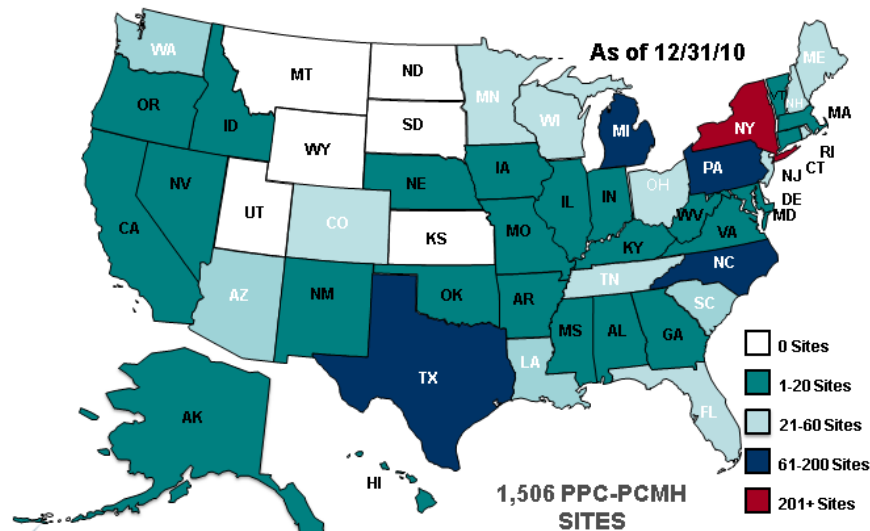 As of 12/31/10
WA
MT
ND
MN
ME
OR
ID
SD
WI
MI
NY
VT
NH
MA
WY
RI
CT
NJ
PA
NV
UT
CO
NE
IA
IL
IN
OH
DE
MD
CA
KS
MO
WV
VA
KY
NC
AZ
NM
OK
AR
TN
SC
TX
LA
MS
AL
GA
FL
AK
HI
0 Sites
1-20 Sites
21-60 Sites
61-200 Sites
201+ Sites
1,506 PPC-PCMH
SITES